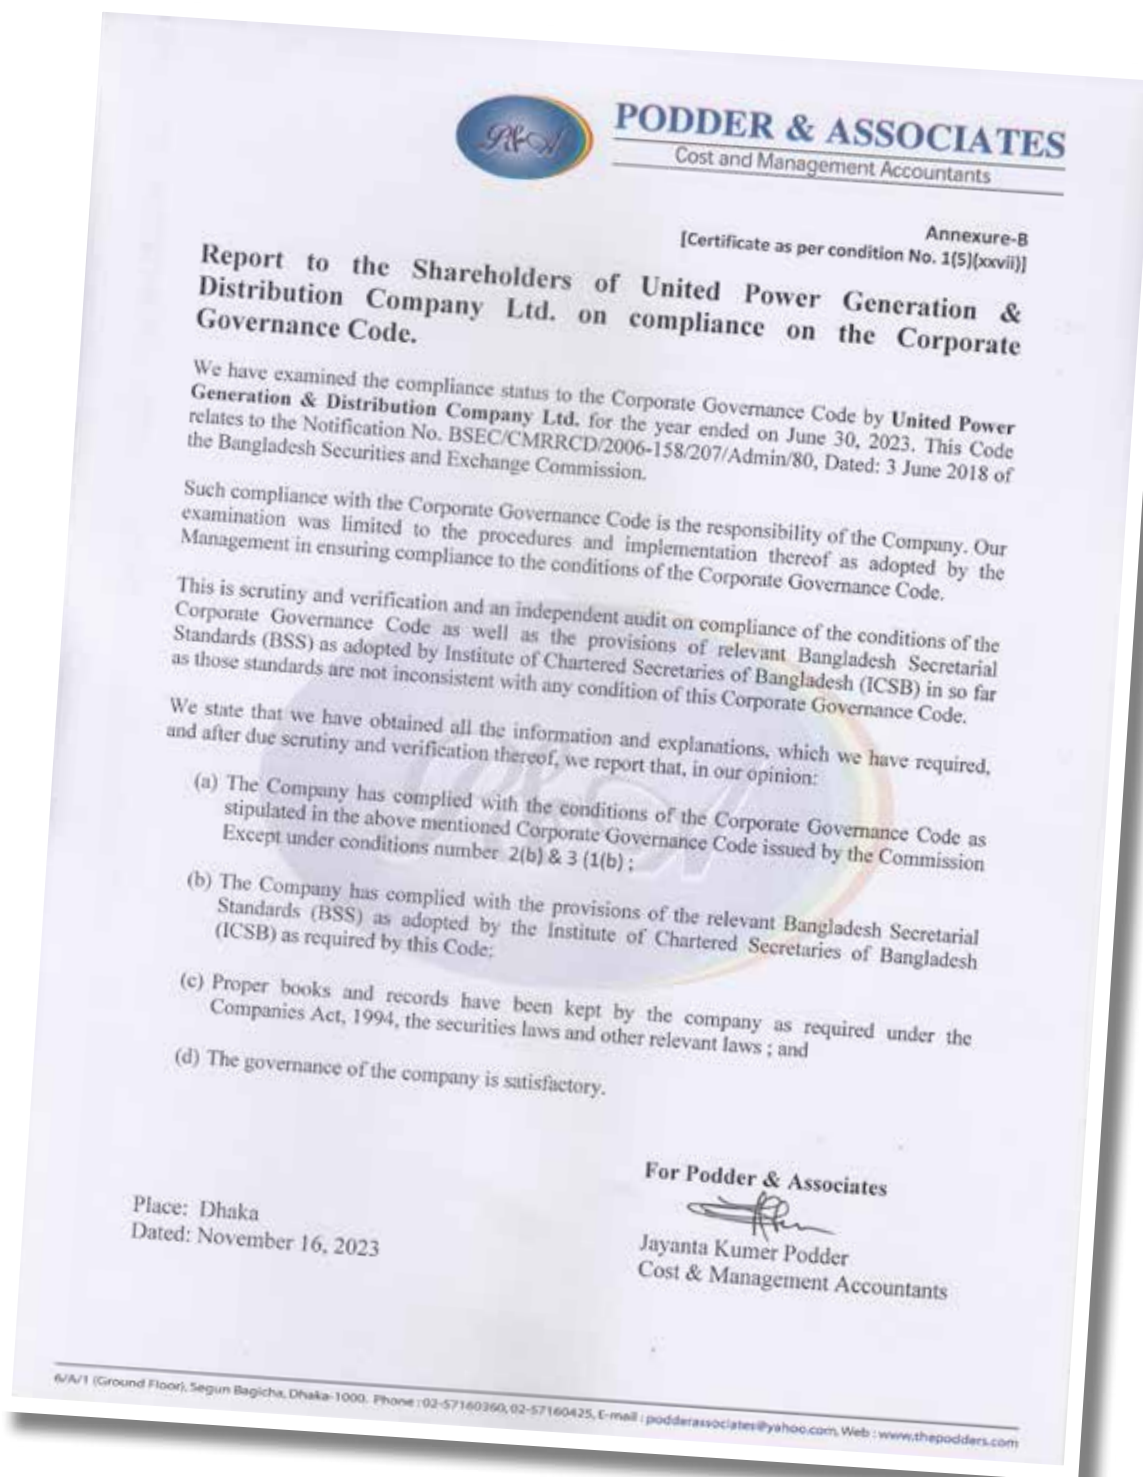 P&A
PODDER & ASSOCIATES
Cost and Management Accountants
Annexure-B
[Certificate as per condition No. 1(5)(xxvii)]
Report to the Shareholders of United Power Generation &
Distribution Company Ltd. on compliance on the Corporate
Governance Code.
We have examined the compliance status to the Corporate Governance Code by United Power
Generation & Distribution Company Ltd. for the year ended on June 30, 2023. This Code
relates to the Notification No. BSEC/CMRRCD/2006-158/207/Admin/80, Dated: 3 June 2018 of
the Bangladesh Securities and Exchange Commission.
Such compliance with the Corporate Governance Code is the responsibility of the Company. Our
examination was limited to the procedures and implementation thereof as adopted by the
Management in ensuring compliance to the conditions of the Corporate Governance Code.
This is scrutiny and verification and an independent audit on compliance of the conditions of the
Corporate Governance Code as well as the provisions of relevant Bangladesh Secretarial
Standards (BSS) as adopted by Institute of Chartered Secretaries of Bangladesh (ICSB) in so far
as those standards are not inconsistent with any condition of this Corporate Governance Code.
We state that we have obtained all the information and explanations, which we have required,
and after due scrutiny and verification thereof, we report that, in our opinion:
(a) The Company has complied with the conditions of the Corporate Governance Code as
stipulated in the above mentioned Corporate Governance Code issued by the Commission
Except under conditions number 2(b) & 3 (1(b) ;
(b) The Company has complied with the provisions of the relevant Bangladesh Secretarial
Standards (BSS) as adopted by the Institute of Chartered Secretaries of Bangladesh
(ICSB) as required by this Code;
(c) Proper books and records have been kept by the company as required under the
Companies Act, 1994, the securities laws and other relevant laws ; and
(d) The governance of the company is satisfactory.
For Podder & Associates
Place: Dhaka
Dated: November 16, 2023
Jayanta Kumer Podder
Cost & Management Accountants
6/A/1 (Ground Floor), Segun Bagicha, Dhaka-1000. Phone : 02-57160360, 02-57160425, E-mail : podderassociates@yahoo.com, Web : www.thepodders.com